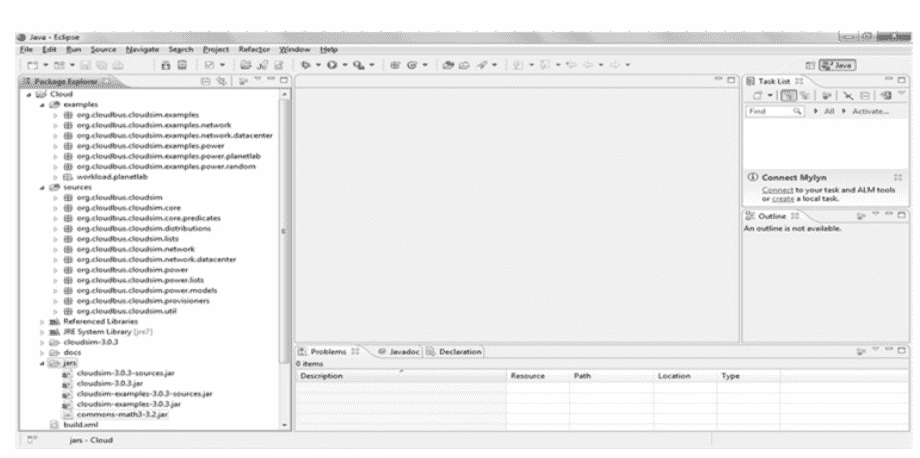 Java - Eclipse
File Edit Run Source Navigate Search Project Refactor Window Help
Java
Package Explorer
Cloud
examples
org.cloudbus.cloudsim.examples
org.cloudbus.cloudsim.examples.network
org.cloudbus.cloudsim.examples.network.datacenter
org.cloudbus.cloudsim.examples.power
org.cloudbus.cloudsim.examples.power.planetlab
org.cloudbus.cloudsim.examples.power.random
workload.planetlab
sources
org.cloudbus.cloudsim
org.cloudbus.cloudsim.core
org.cloudbus.cloudsim.core.predicates
org.cloudbus.cloudsim.distributions
org.cloudbus.cloudsim.lists
org.cloudbus.cloudsim.network
org.cloudbus.cloudsim.network.datacenter
org.cloudbus.cloudsim.power
org.cloudbus.cloudsim.power.lists
org.cloudbus.cloudsim.power.models
org.cloudbus.cloudsim.provisioners
org.cloudbus.cloudsim.util
Referenced Libraries
JRE System Library [jre7]
cloudsim-3.0.3
docs
jars
cloudsim-3.0.3-sources.jar
cloudsim-3.0.3.jar
cloudsim-examples-3.0.3-sources.jar
cloudsim-examples-3.0.3.jar
commons-math3-3.2.jar
build.xml
Task List
Find All Activate...
Connect Mylyn
Connect to your task and ALM tools
or create a local task.
Outline
An outline is not available.
Problems Javadoc Declaration
0 items
Description Resource Path Location Type
jars - Cloud